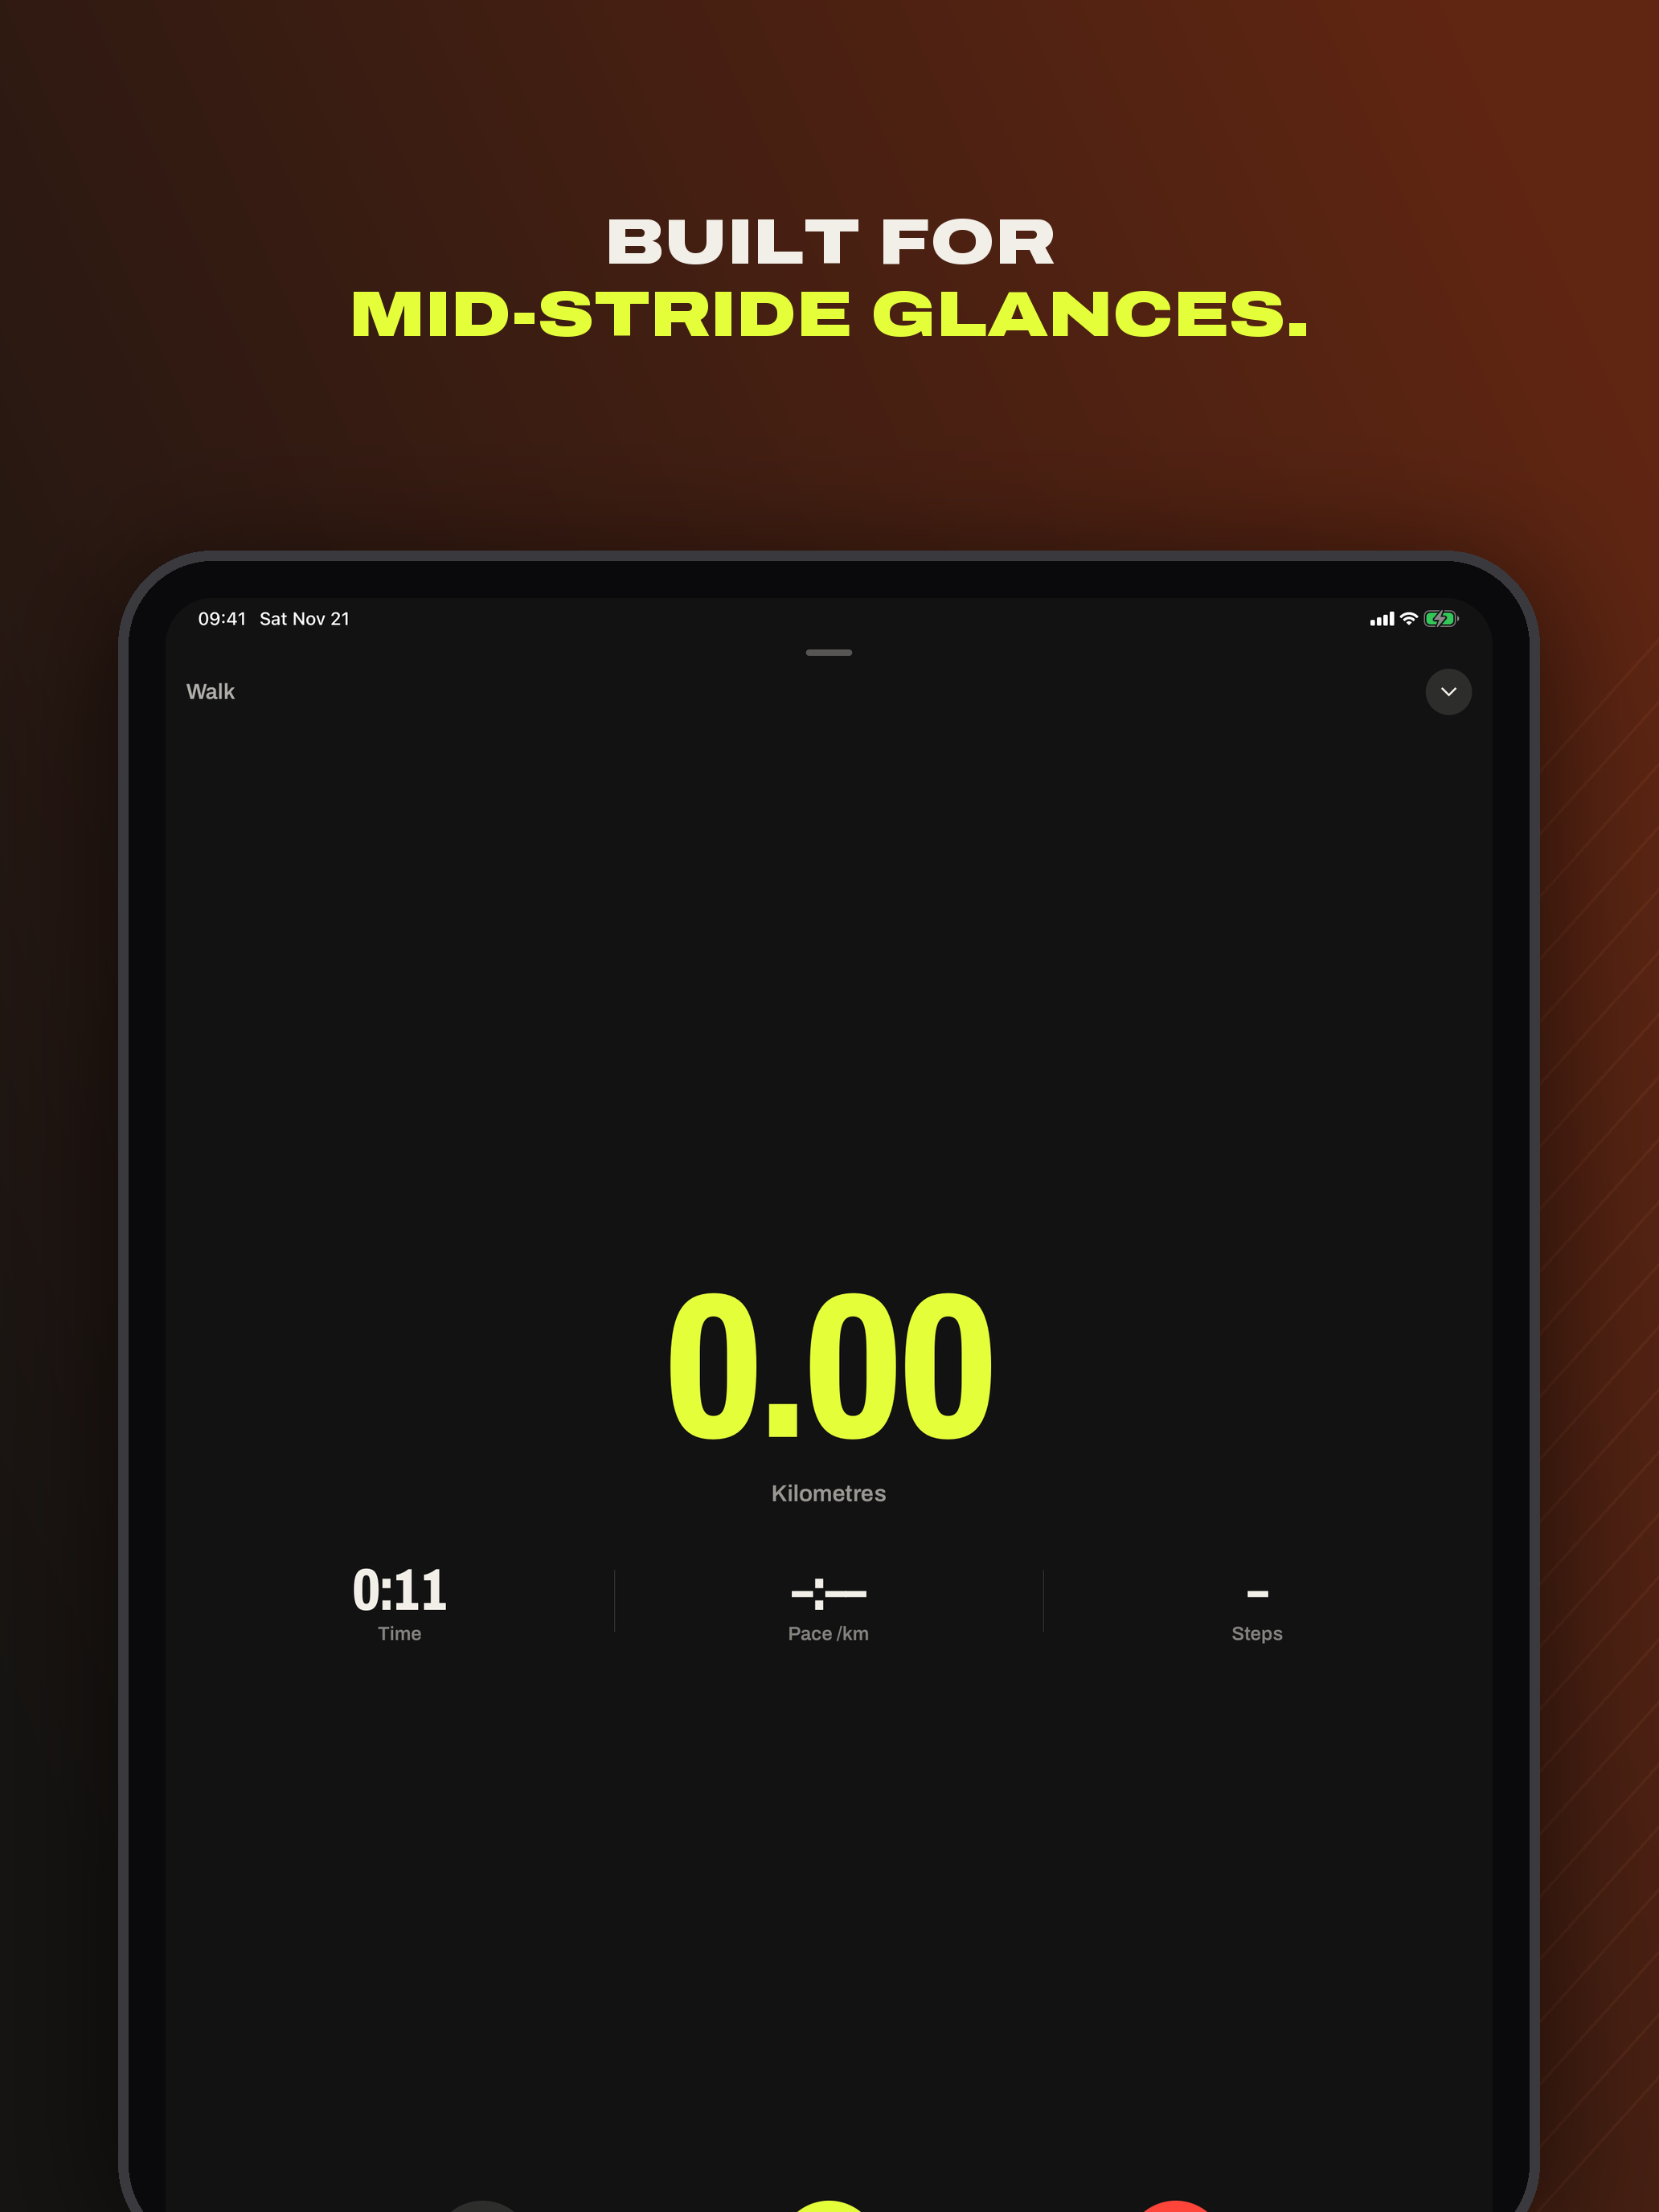 BUILT FOR
MID-STRIDE GLANCES.
09:41 Sat Nov 21
Walk
0.00
Kilometres
0:11 –:–– –
Time Pace /km Steps